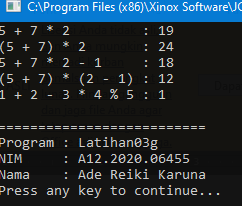 C:\Program Files (x86)\Xinox Software\JC
5 + 7 * 2 : 19
(5 + 7) * 2 : 24
5 + 7 * 2 - 1 : 18
(5 + 7) * (2 - 1) : 12
1 + 2 - 3 * 4 % 5 : 1
===========================
Program : Latihan03g
NIM : A12.2020.06455
Nama : Ade Reiki Karuna
Press any key to continue...